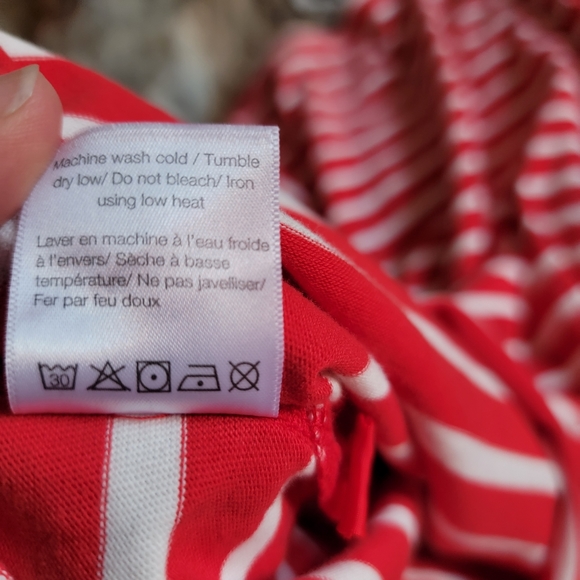 Machine wash cold / Tumble
dry low/ Do not bleach/ Iron
using low heat
Laver en machine à l'eau froide
à l'envers/ Sèche à basse
température/ Ne pas javelliser/
Fer par feu doux
30